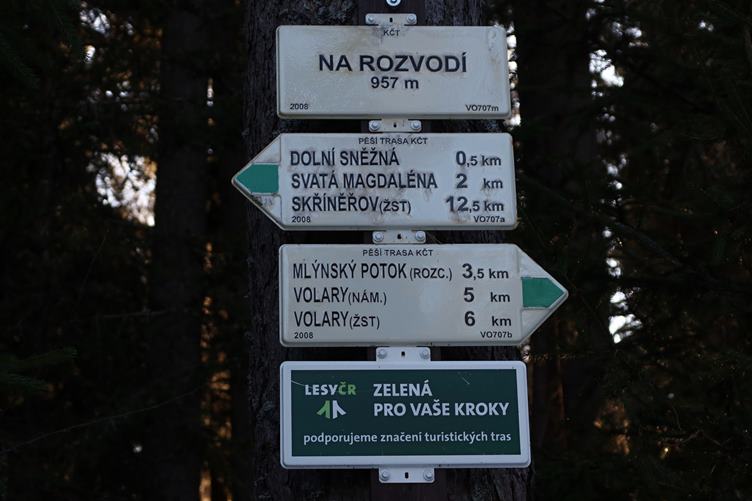 KČT
NA ROZVODÍ
957 m
2008 VO707m
PĚŠÍ TRASA KČT
DOLNÍ SNĚŽNÁ 0,5 km
SVATÁ MAGDALÉNA 2 km
SKŘÍNĚŘOV(ŽST) 12,5 km
2008 VO707a
PĚŠÍ TRASA KČT
MLÝNSKÝ POTOK (ROZC.) 3,5 km
VOLARY(NÁM.) 5 km
VOLARY(ŽST) 6 km
2008 VO707b
LESYČR
ZELENÁ
PRO VAŠE KROKY
podporujeme značení turistických tras